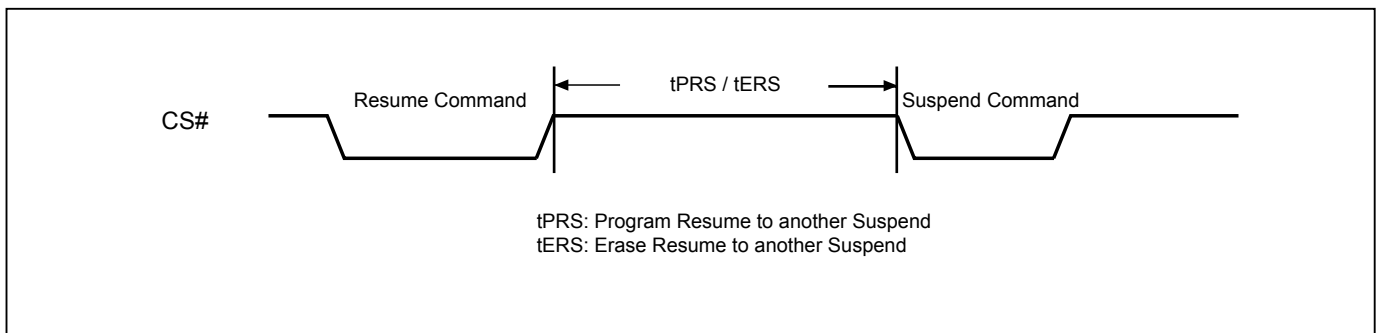 tPRS / tERS
Resume Command
Suspend Command
CS#
tPRS: Program Resume to another Suspend
tERS: Erase Resume to another Suspend